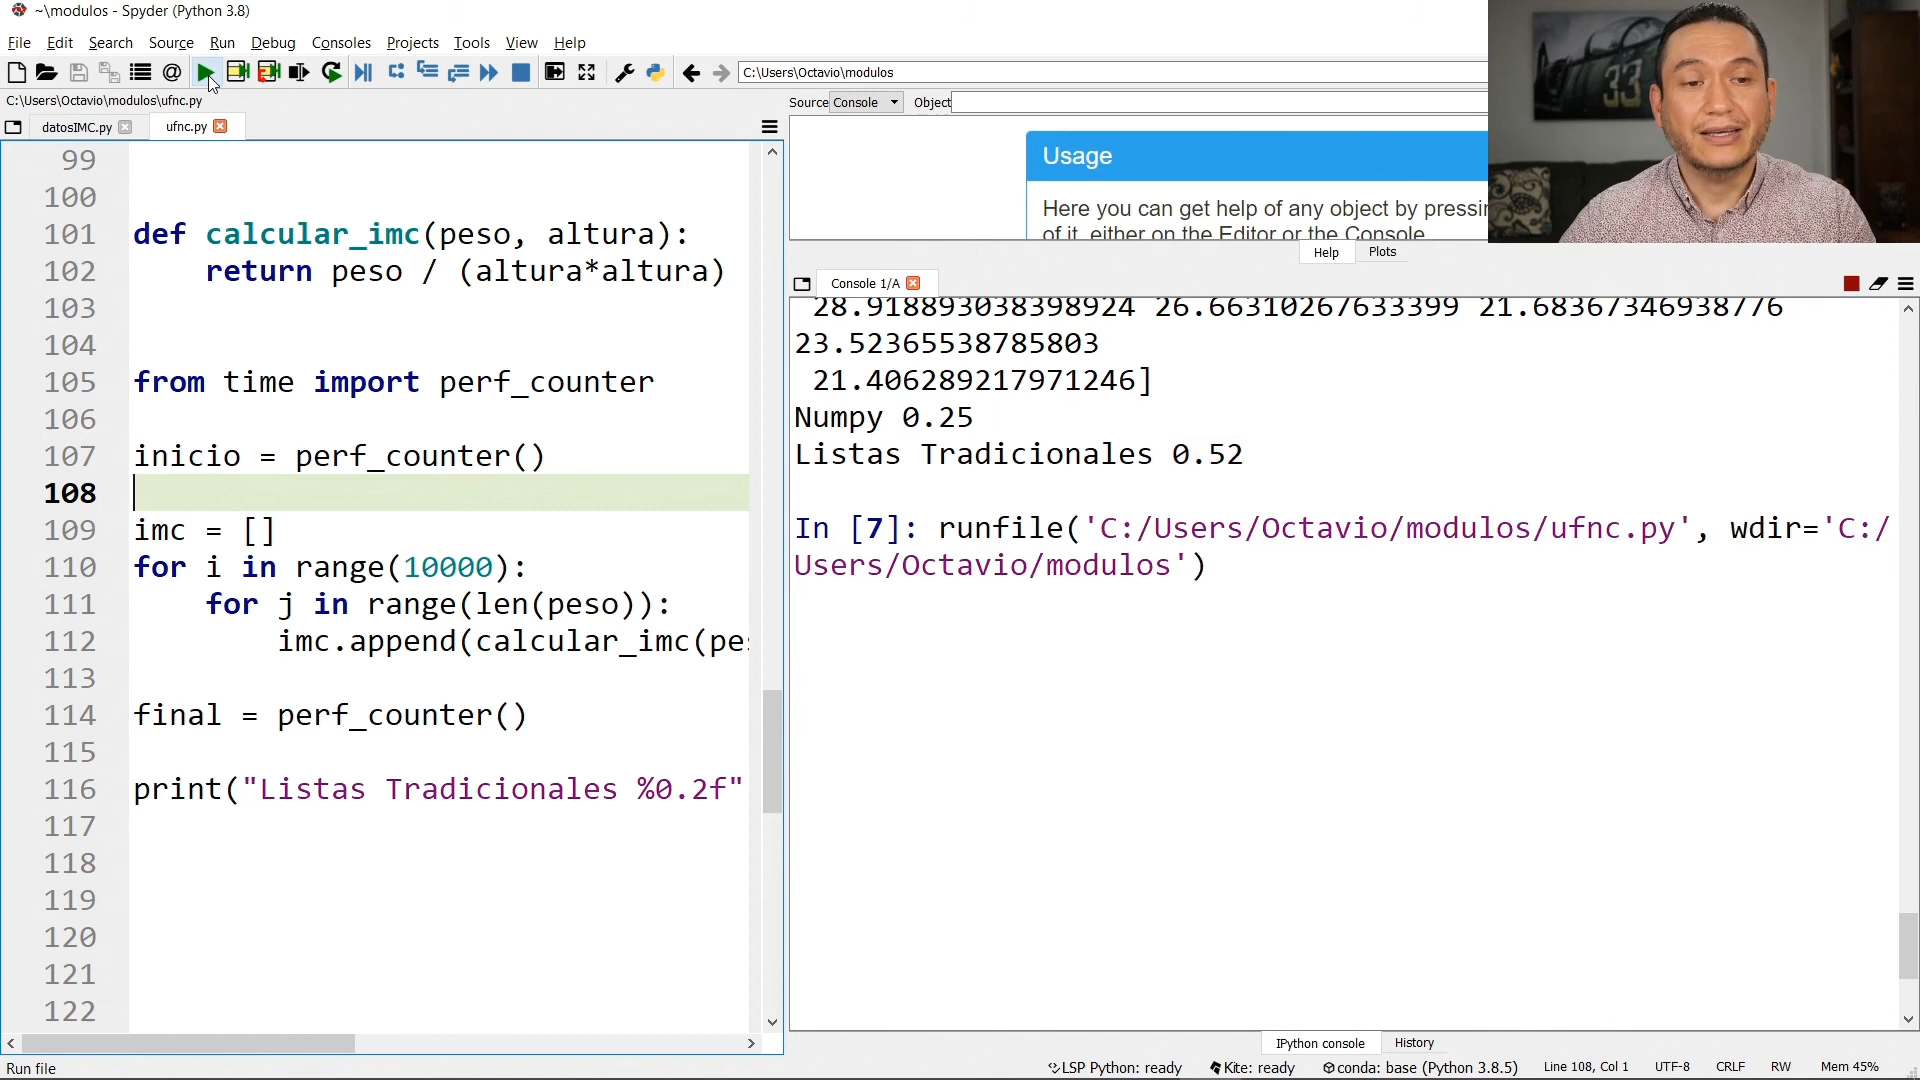 ~\modulos - Spyder (Python 3.8)
File Edit Search Source Run Debug Consoles Projects Tools View Help
C:\Users\Octavio\modulos
C:\Users\Octavio\modulos\ufnc.py
datosIMC.py
ufnc.py
99
100
101 def calcular_imc(peso, altura):
102 return peso / (altura*altura)
103
104
105 from time import perf_counter
106
107 inicio = perf_counter()
108
109 imc = []
110 for i in range(10000):
111 for j in range(len(peso)):
112 imc.append(calcular_imc(pe
113
114 final = perf_counter()
115
116 print("Listas Tradicionales %0.2f"
117
118
119
120
121
122
Source Console Object
Usage
Here you can get help of any object by pressin
of it, either on the Editor or the Console.
Help Plots
33
Console 1/A
28.918893038398924 26.66310267633399 21.68367346938776
23.52365538785803
21.406289217971246]
Numpy 0.25
Listas Tradicionales 0.52
In [7]: runfile('C:/Users/Octavio/modulos/ufnc.py', wdir='C:/
Users/Octavio/modulos')
IPython console History
Run file
LSP Python: ready Kite: ready conda: base (Python 3.8.5) Line 108, Col 1 UTF-8 CRLF RW Mem 45%